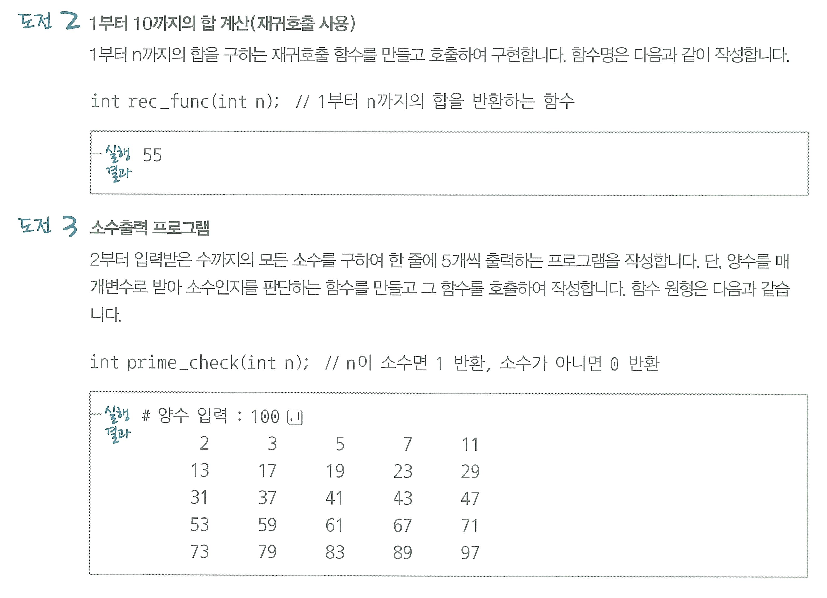 도전 2 1부터 10까지의 합 계산(재귀호출 사용)
1부터 n까지의 합을 구하는 재귀호출 함수를 만들고 호출하여 구현합니다. 함수명은 다음과 같이 작성합니다.
int rec_func(int n); // 1부터 n까지의 합을 반환하는 함수
실행 결과 55
도전 3 소수출력 프로그램
2부터 입력받은 수까지의 모든 소수를 구하여 한 줄에 5개씩 출력하는 프로그램을 작성합니다. 단, 양수를 매
개변수로 받아 소수인지를 판단하는 함수를 만들고 그 함수를 호출하여 작성합니다. 함수 원형은 다음과 같습
니다.
int prime_check(int n); // n이 소수면 1 반환, 소수가 아니면 0 반환
실행 결과 # 양수 입력 : 100 ↵
2 3 5 7 11
13 17 19 23 29
31 37 41 43 47
53 59 61 67 71
73 79 83 89 97